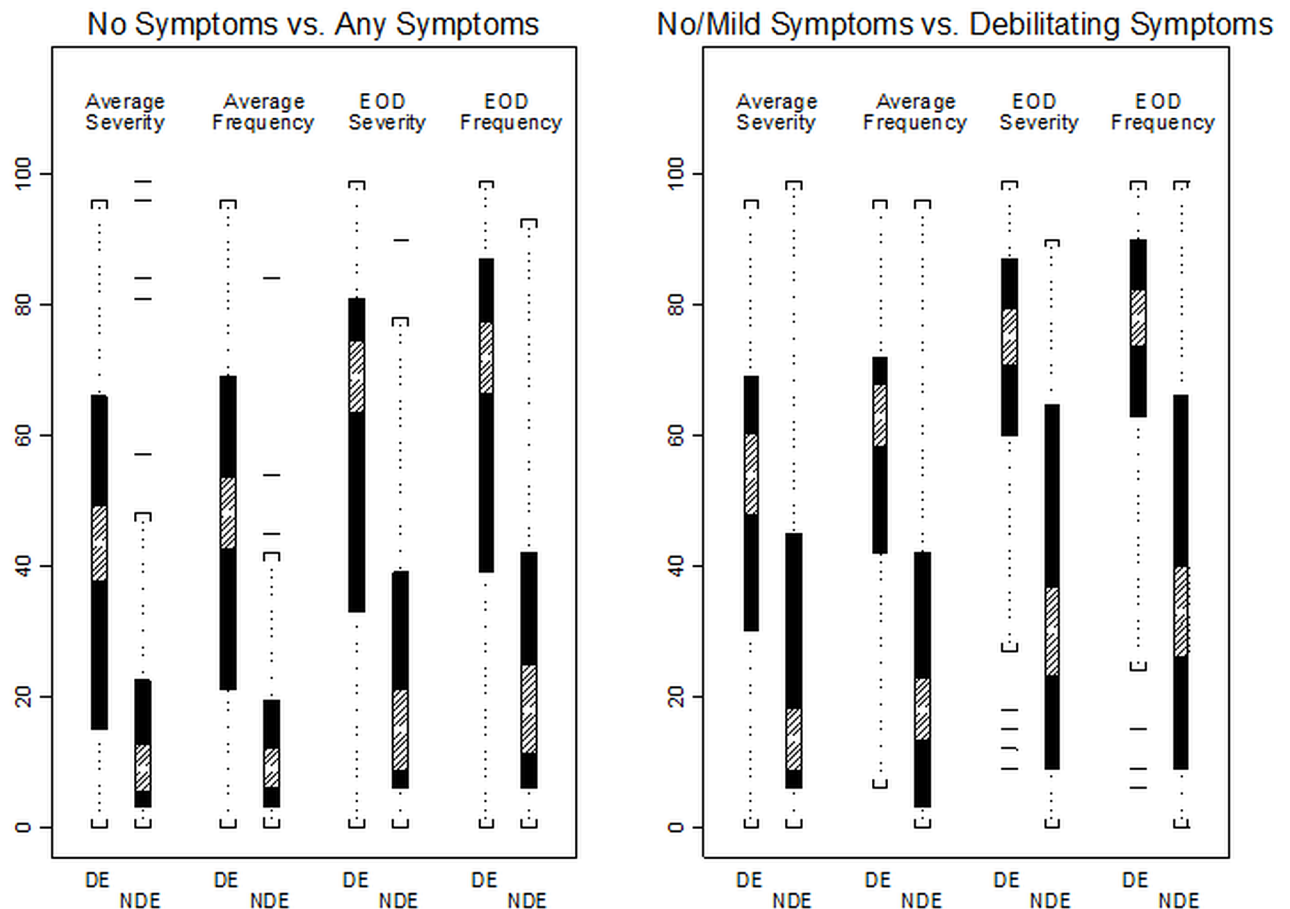 No Symptoms vs. Any Symptoms
Average Severity
Average Frequency
EOD Severity
EOD Frequency
100
80
60
40
20
0
DE
NDE
DE
NDE
DE
NDE
DE
NDE
No/Mild Symptoms vs. Debilitating Symptoms
Average Severity
Average Frequency
EOD Severity
EOD Frequency
100
80
60
40
20
0
DE
NDE
DE
NDE
DE
NDE
DE
NDE